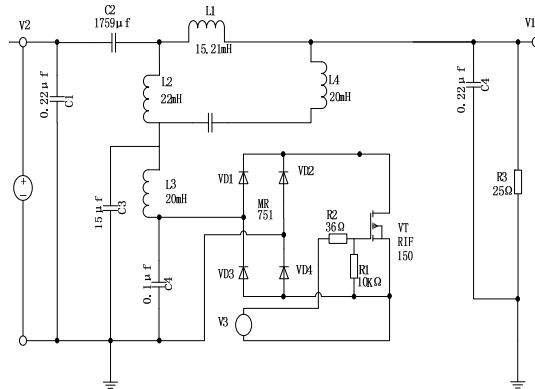 V2
C2
1759μf
L1
15.21mH
V1
0.22μf
C1
L2
22mH
L4
20mH
0.22μf
C4
L3
20mH
15μf
C3
VD1
VD2
MR
751
R3
25Ω
R2
36Ω
VT
RIF
150
0.1μf
C4
VD3
VD4
R1
10KΩ
V3